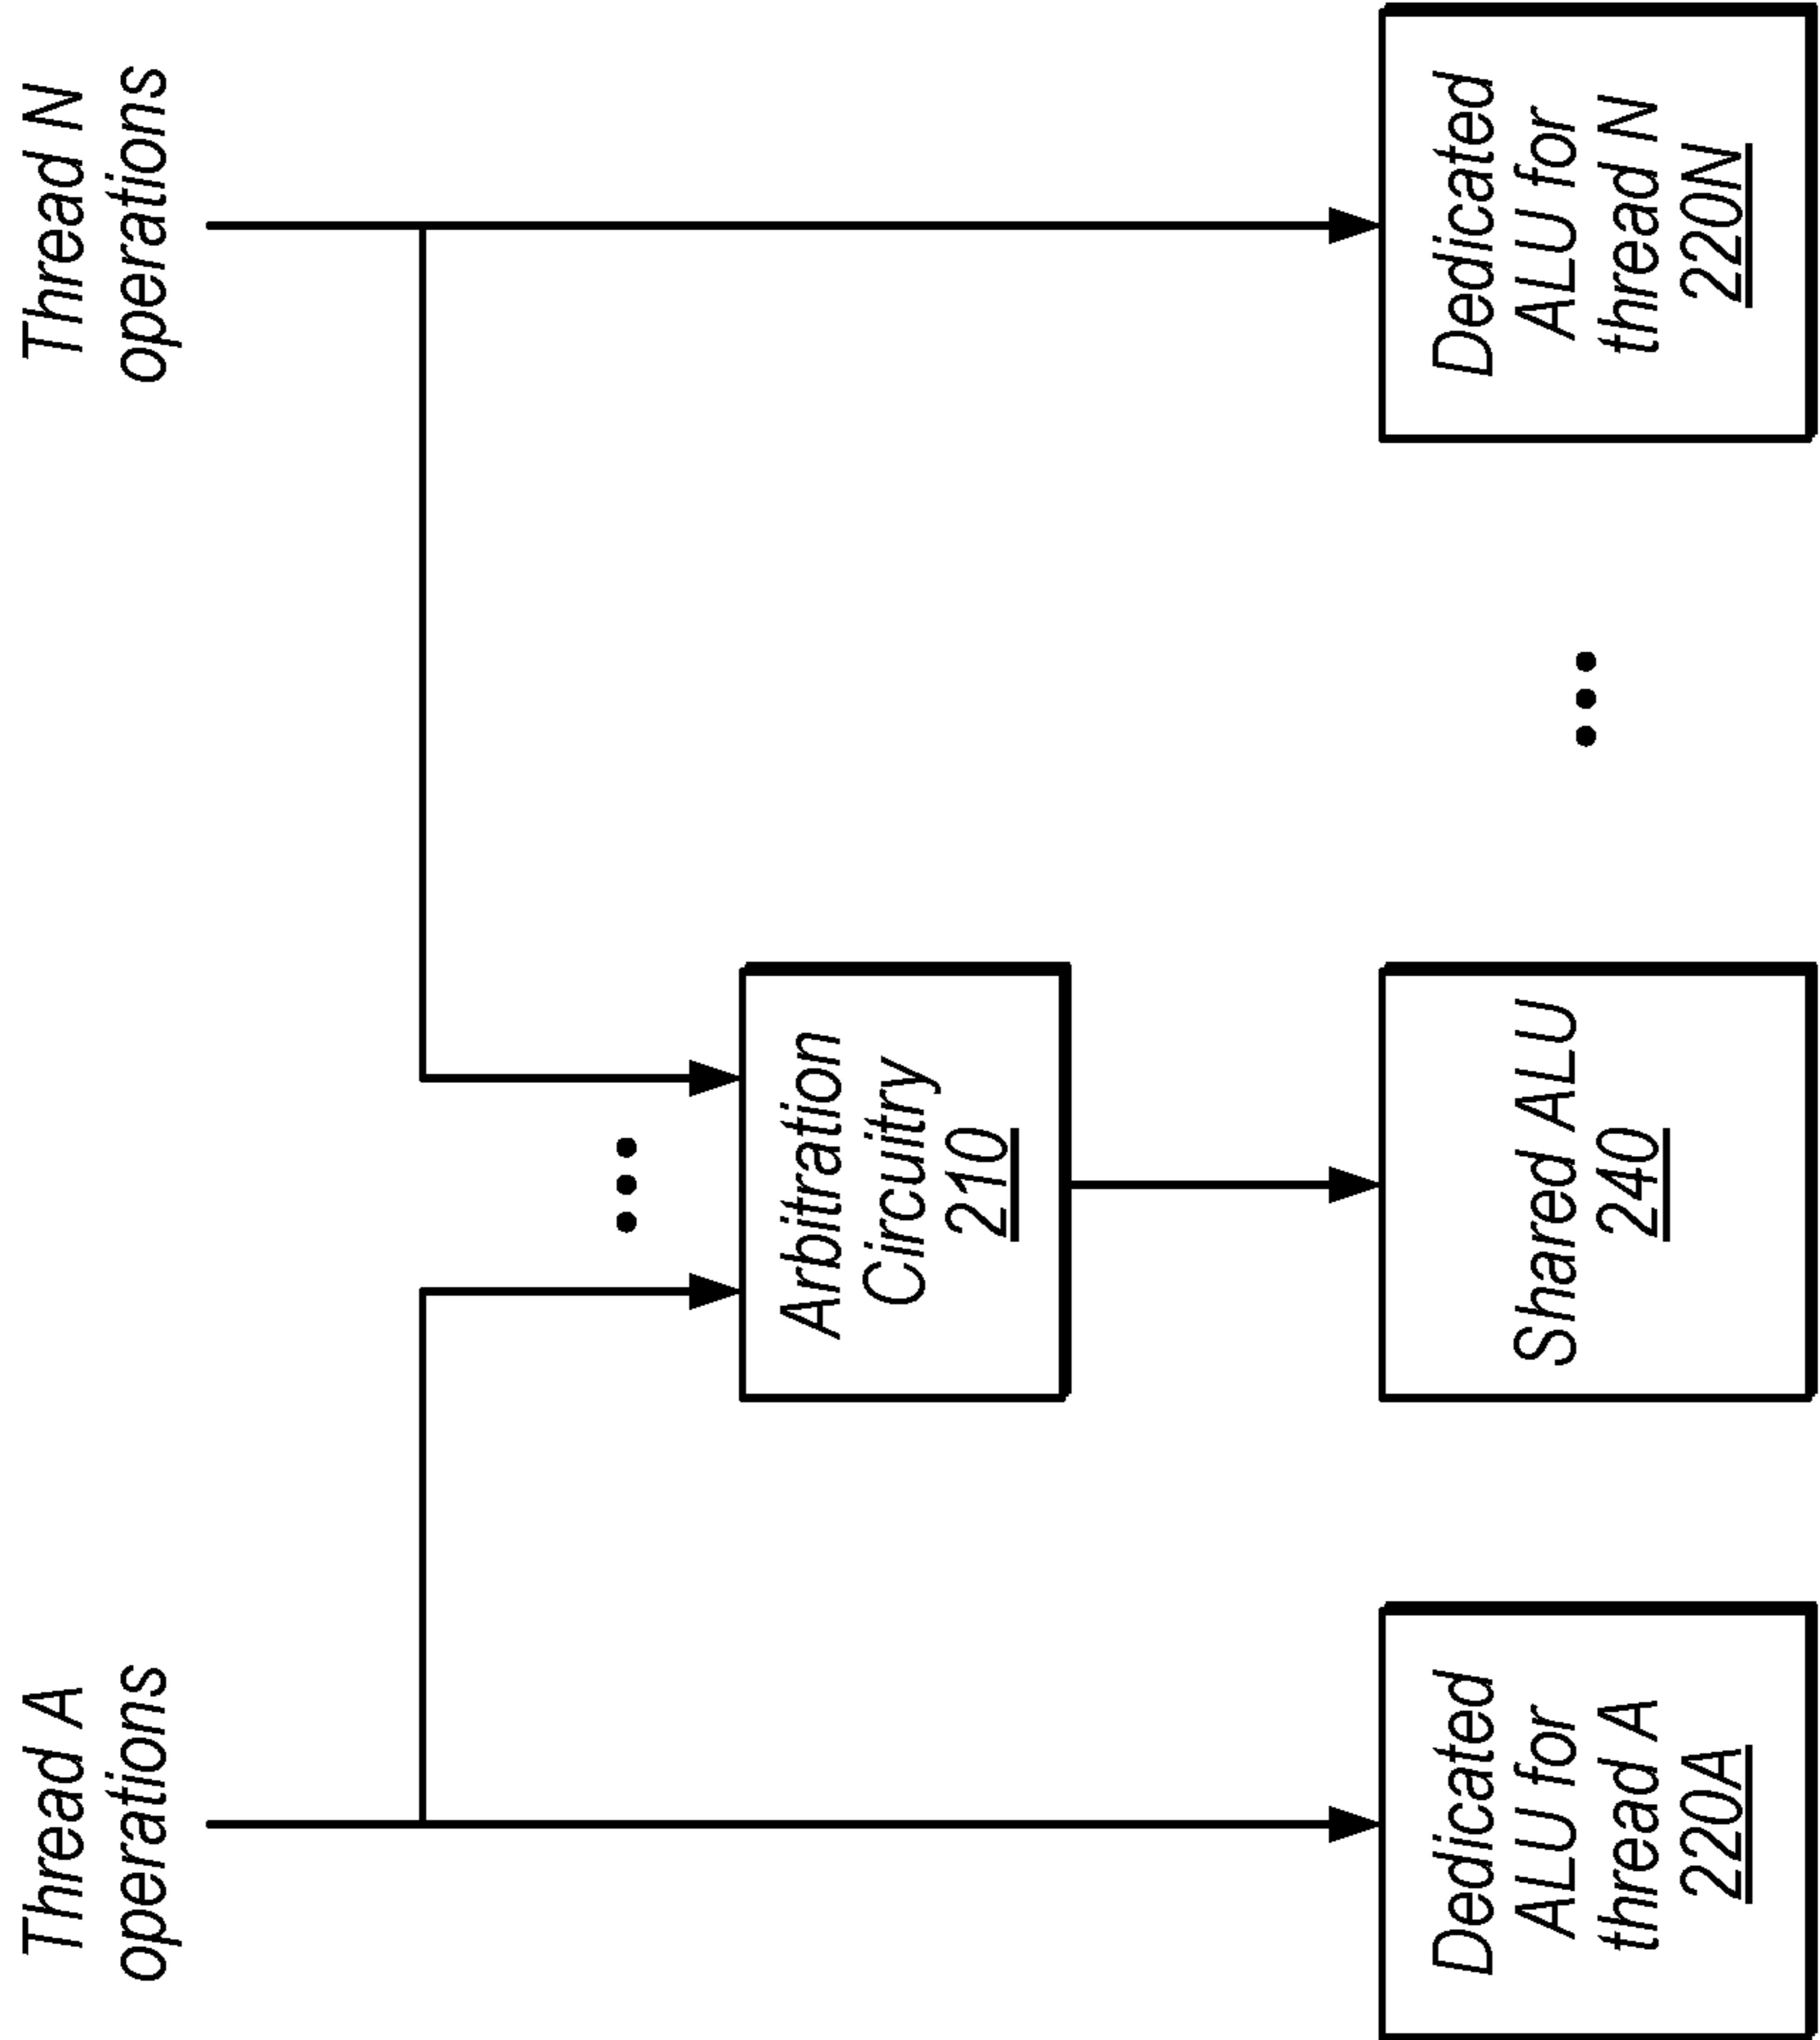 Thread A
operations
Thread N
operations
Arbitration
Circuitry
210
Dedicated
ALU for
thread A
220A
Shared ALU
240
Dedicated
ALU for
thread N
220N